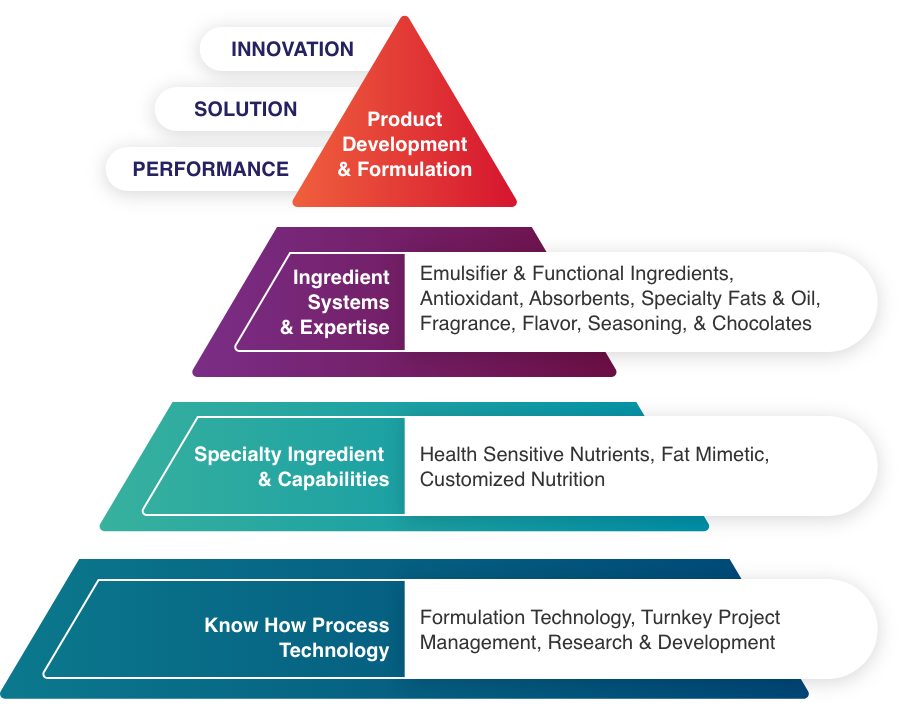 INNOVATION
SOLUTION
PERFORMANCE
Product
Development
& Formulation
Ingredient
Systems
& Expertise
Emulsifier & Functional Ingredients,
Antioxidant, Absorbents, Specialty Fats & Oil,
Fragrance, Flavor, Seasoning, & Chocolates
Specialty Ingredient
& Capabilities
Health Sensitive Nutrients, Fat Mimetic,
Customized Nutrition
Know How Process
Technology
Formulation Technology, Turnkey Project
Management, Research & Development